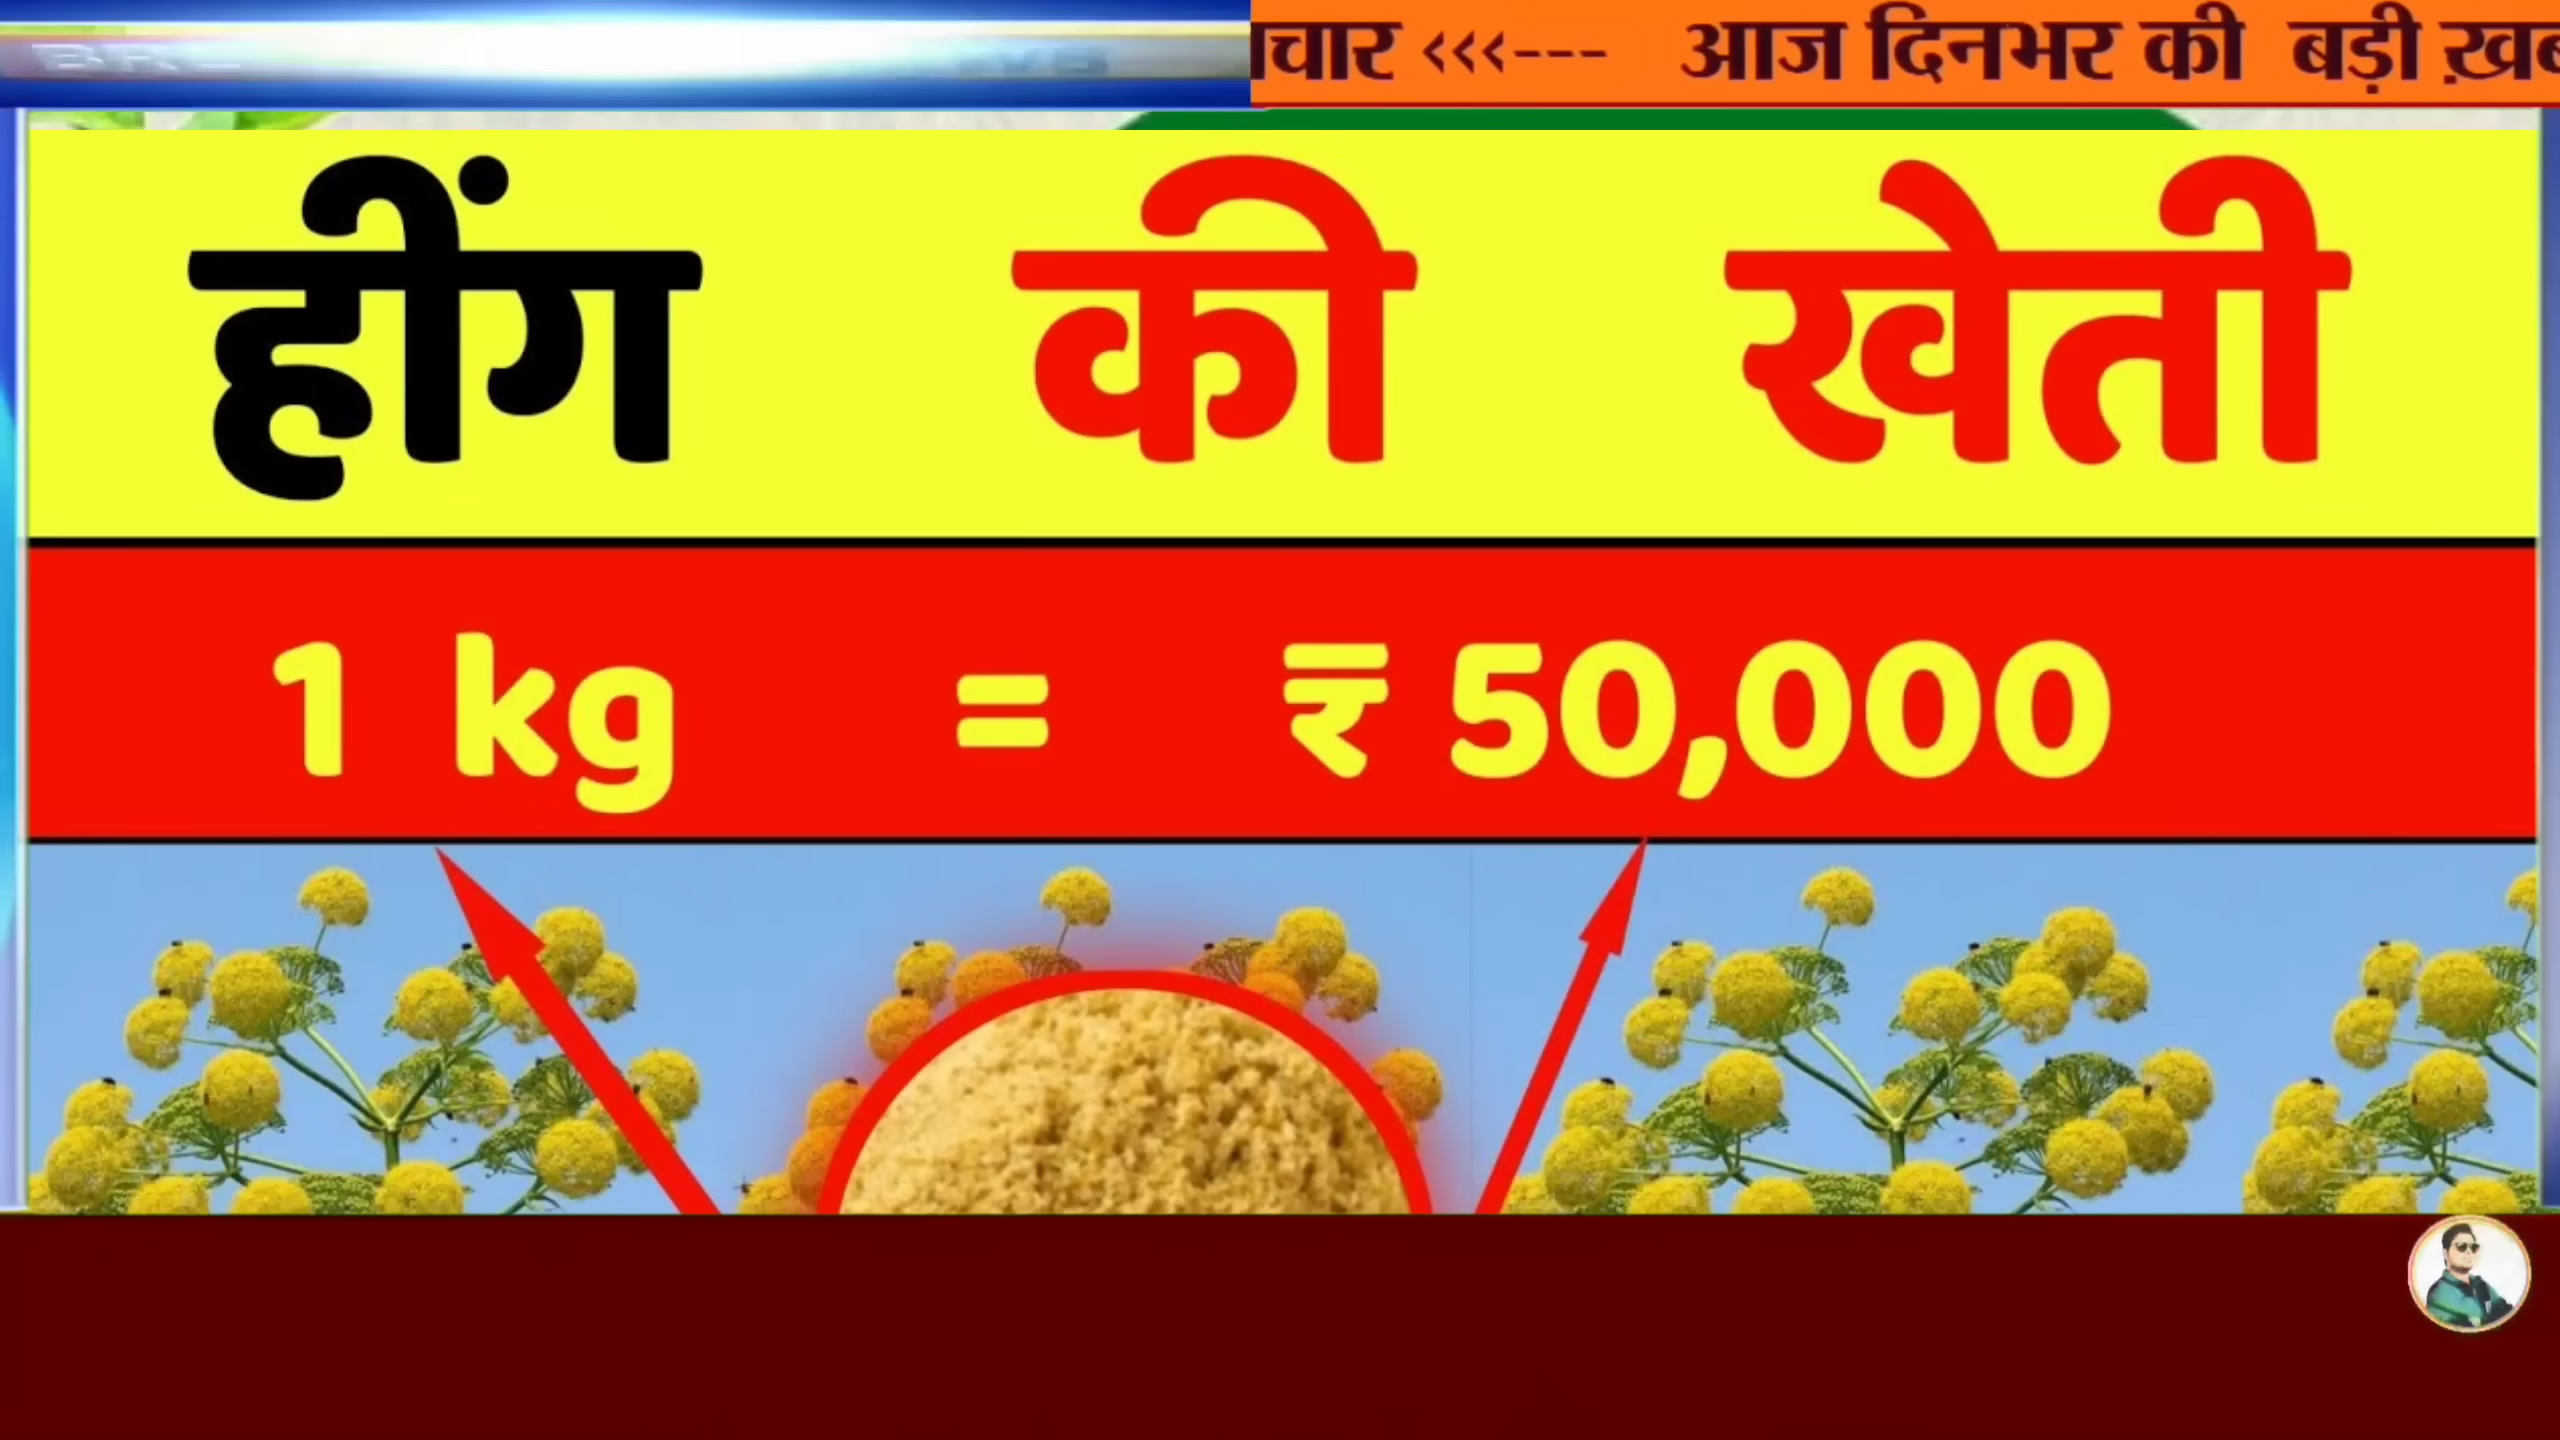 <<<--- आज दिनभर की बड़ी
हींग की खेती
1 kg = ₹ 50,000